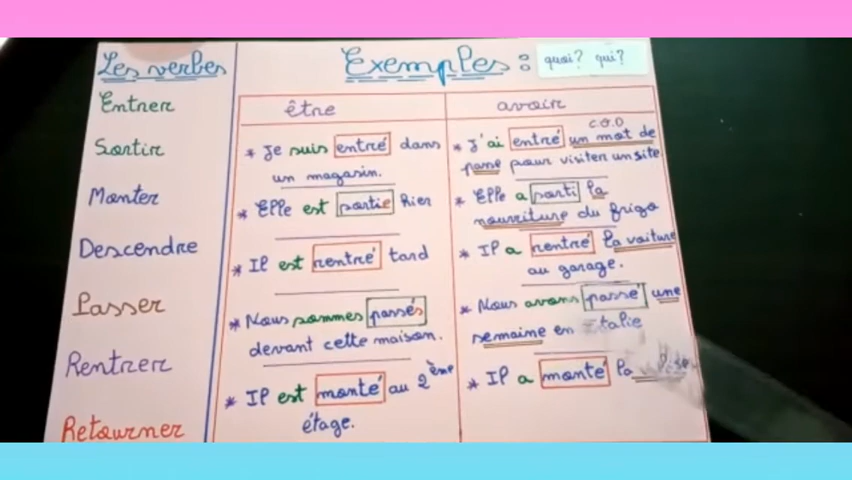 Les verbes
Exemples : quoi? qui?
Entrer
Sortir
Monter
Descendre
Passer
Rentrer
Retourner
être
* Je suis entré dans
un magasin.
* Elle est sortie hier
* Il est rentré tard
* Nous sommes passés
devant cette maison.
* Il est monté au 2ème
étage.
avoir
C.O.D
* J'ai entré un mot de
passe pour visiter un site
* Elle a sorti la
nourriture du frigo
* Il a rentré la voiture
au garage.
* Nous avons passé une
semaine en Italie
* Il a monté la